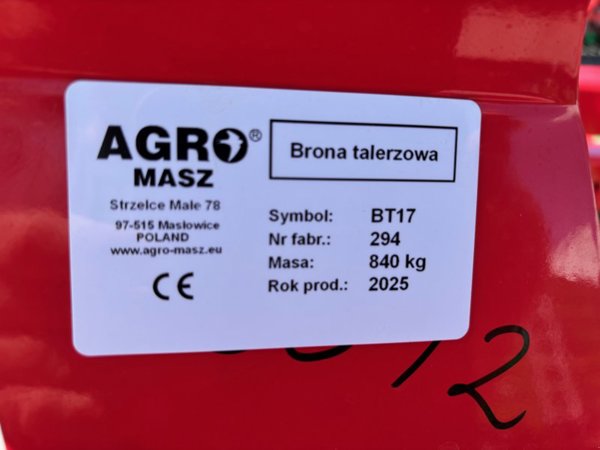 AGRO®
MASZ
Strzelce Małe 78
97-515 Masłowice
POLAND
www.agro-masz.eu
CE
Brona talerzowa
Symbol: BT17
Nr fabr.: 294
Masa: 840 kg
Rok prod.: 2025
12